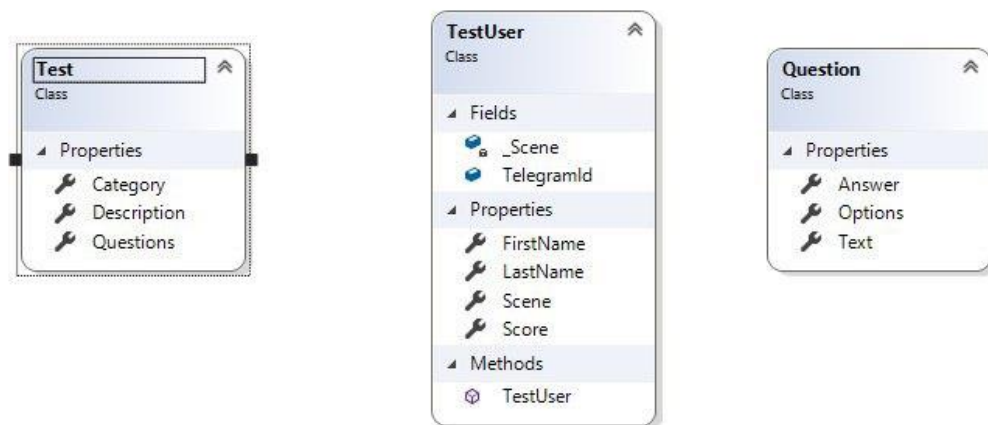 Test
Class
Properties
Category
Description
Questions
TestUser
Class
Fields
_Scene
TelegramId
Properties
FirstName
LastName
Scene
Score
Methods
TestUser
Question
Class
Properties
Answer
Options
Text